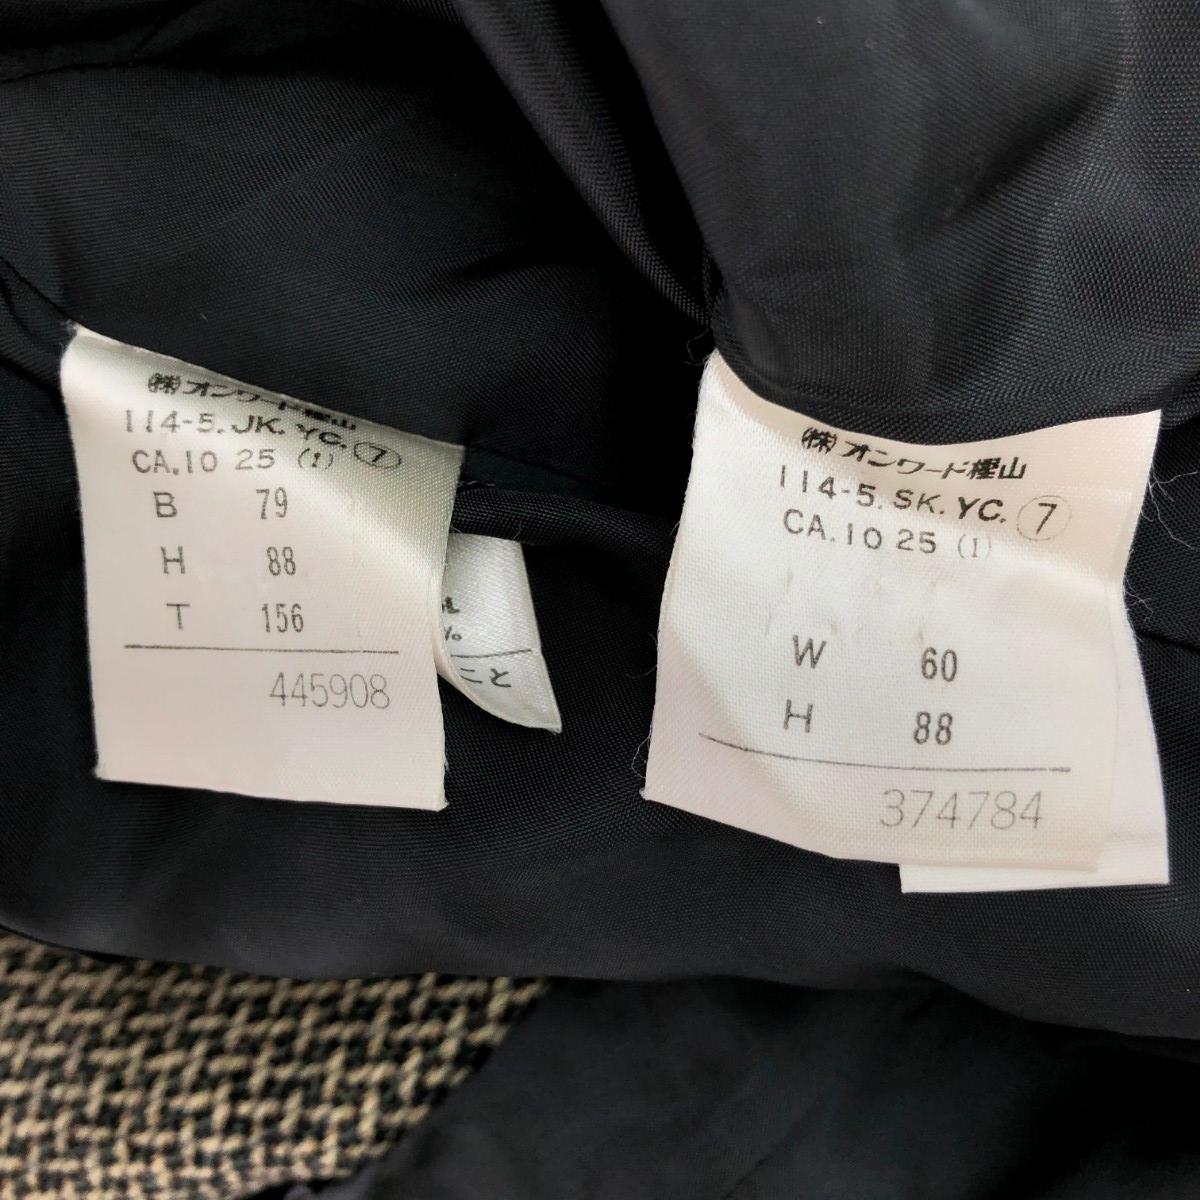 ㈱オンワード樫山
114-5. JK. YC. ⑦
CA. 10 25 (1)
B 79
H 88
T 156
445908
%
こと
㈱オンワード樫山
114-5. SK. YC. ⑦
CA. 10 25 (1)
W 60
H 88
374784